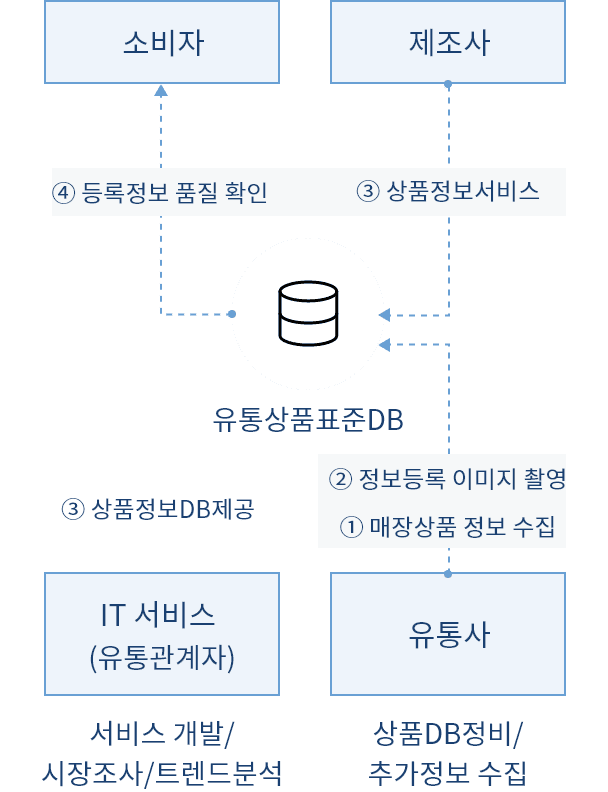 소비자
제조사
④ 등록정보 품질 확인
③ 상품정보서비스
유통상품표준DB
② 정보등록 이미지 촬영
③ 상품정보DB제공
① 매장상품 정보 수집
IT 서비스
(유통관계자)
유통사
서비스 개발/
시장조사/트렌드분석
상품DB정비/
추가정보 수집